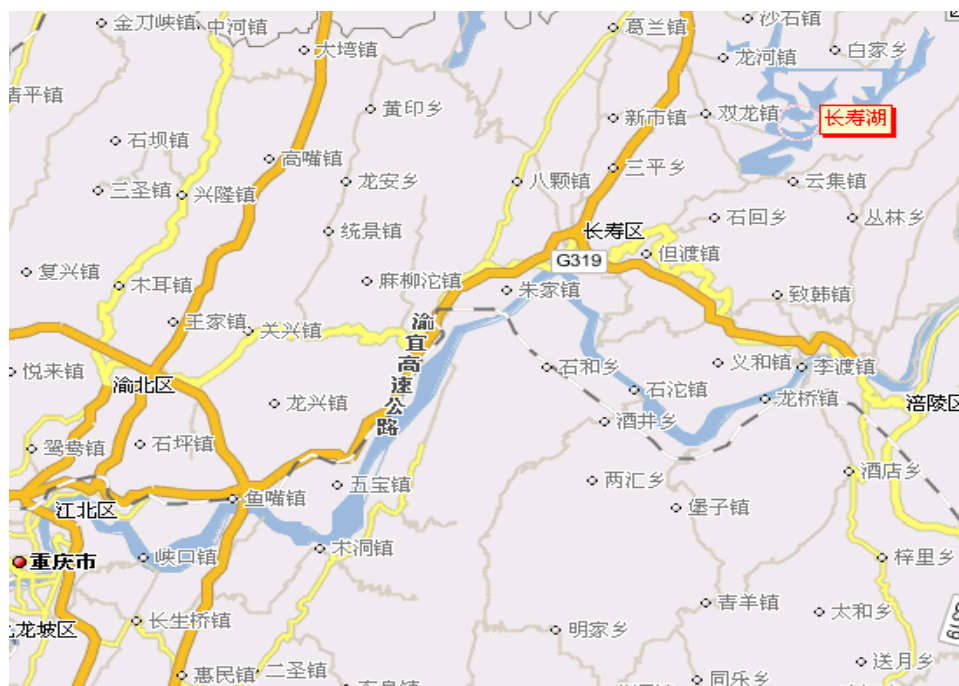 金刀峡镇
中河镇
大塆镇
葛兰镇
沙石镇
龙河镇
白家乡
清平镇
黄印乡
新市镇
双龙镇
长寿湖
石坝镇
高嘴镇
三圣镇
兴隆镇
龙安乡
八颗镇
三平乡
云集镇
统景镇
长寿区
石回乡
丛林乡
复兴镇
木耳镇
麻柳沱镇
G319
但渡镇
朱家镇
致韩镇
王家镇
关兴镇
渝宜高速公路
悦来镇
渝北区
石和乡
义和镇
李渡镇
龙兴镇
石沱镇
龙桥镇
涪陵区
鸳鸯镇
石坪镇
酒井乡
江北区
鱼嘴镇
五宝镇
两汇乡
酒店乡
堡子镇
重庆市
峡口镇
木洞镇
梓里乡
青羊镇
太和乡
九龙坡区
长生桥镇
明家乡
惠民镇
二圣镇
同乐乡
送月乡